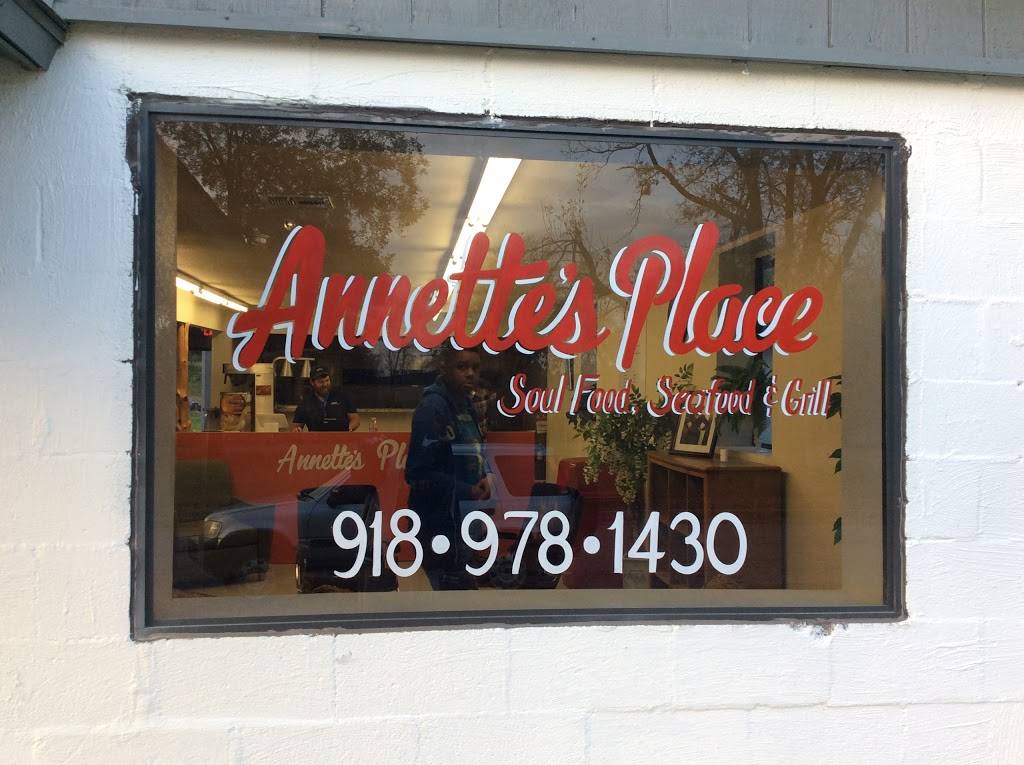 Annette's Place
Soul Food, Seafood & Grill
Annette's Pl
918•978•1430